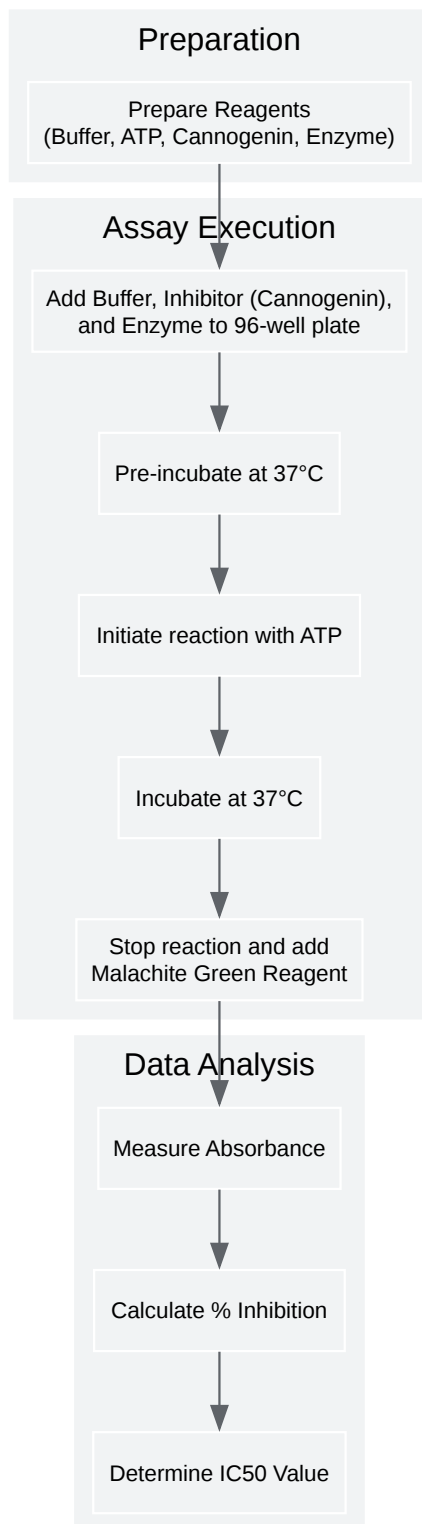 Preparation
Prepare Reagents
(Buffer, ATP, Cannogenin, Enzyme)
Assay Execution
Add Buffer, Inhibitor (Cannogenin),
and Enzyme to 96-well plate
Pre-incubate at 37°C
Initiate reaction with ATP
Incubate at 37°C
Stop reaction and add
Malachite Green Reagent
Data Analysis
Measure Absorbance
Calculate % Inhibition
Determine IC50 Value